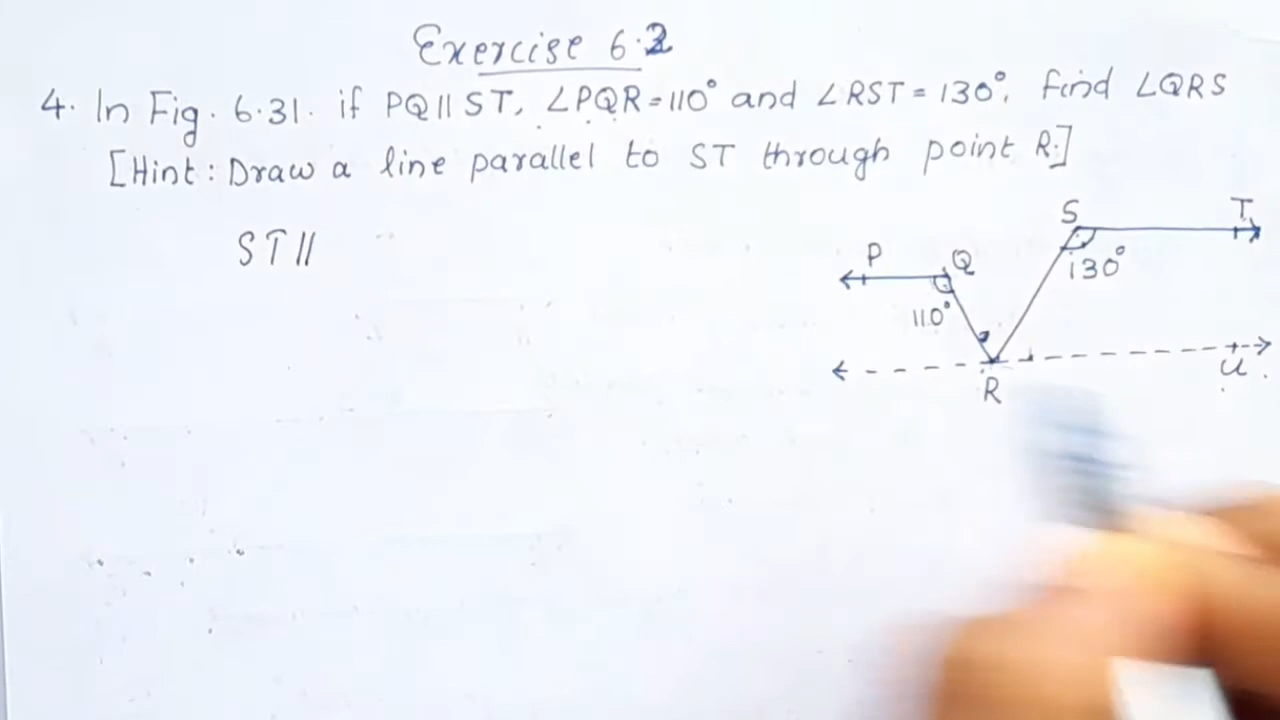 Exercise 6.2
4. In Fig. 6.31. if PQ || ST, ∠PQR = 110° and ∠RST = 130°, find ∠QRS
[Hint : Draw a line parallel to ST through point R.]
ST ||
S
T
P
Q
130°
110°
R
U